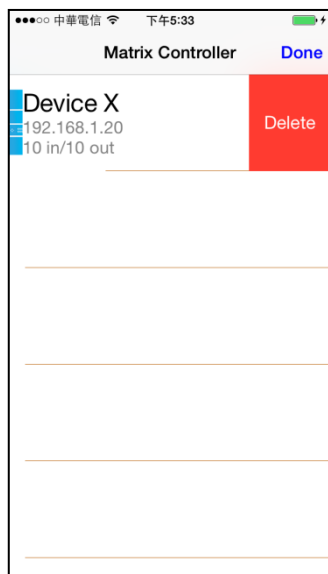 中華電信 下午5:33
Matrix Controller Done
Device X
192.168.1.20
10 in/10 out
Delete